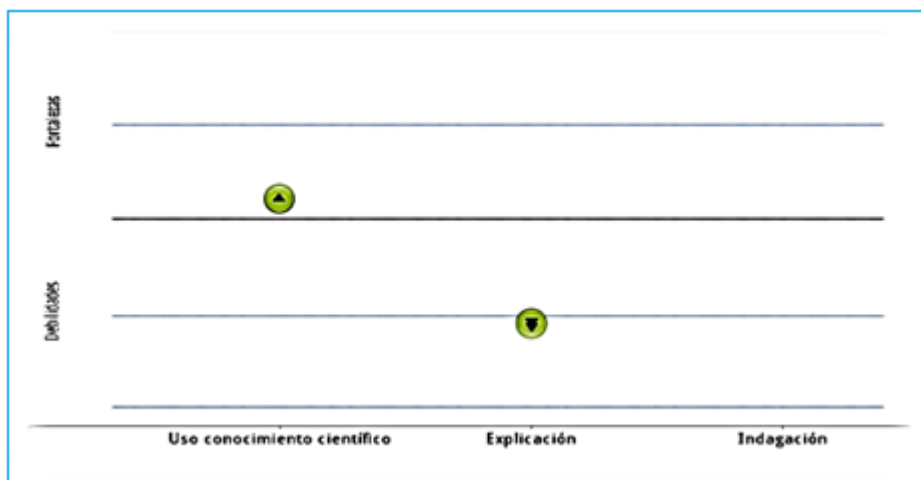 Fortalezas
Debilidades
Uso conocimiento científico Explicación Indagación